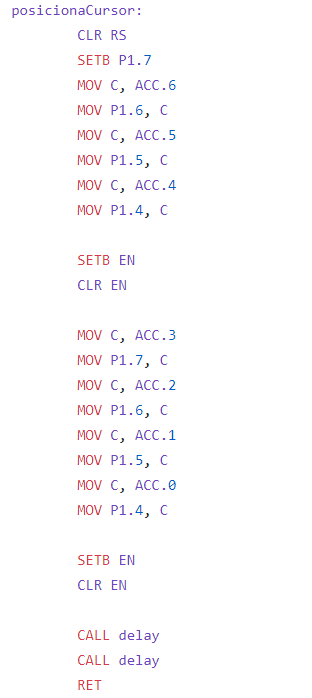 posicionaCursor:
CLR RS
SETB P1.7
MOV C, ACC.6
MOV P1.6, C
MOV C, ACC.5
MOV P1.5, C
MOV C, ACC.4
MOV P1.4, C
SETB EN
CLR EN
MOV C, ACC.3
MOV P1.7, C
MOV C, ACC.2
MOV P1.6, C
MOV C, ACC.1
MOV P1.5, C
MOV C, ACC.0
MOV P1.4, C
SETB EN
CLR EN
CALL delay
CALL delay
RET